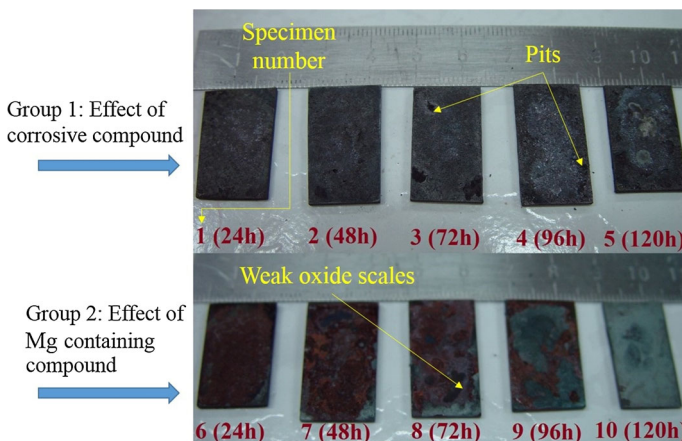 Specimen
number
Pits
Group 1: Effect of
corrosive compound
1 (24h) 2 (48h) 3 (72h) 4 (96h) 5 (120h)
Weak oxide scales
Group 2: Effect of
Mg containing
compound
6 (24h) 7 (48h) 8 (72h) 9 (96h) 10 (120h)